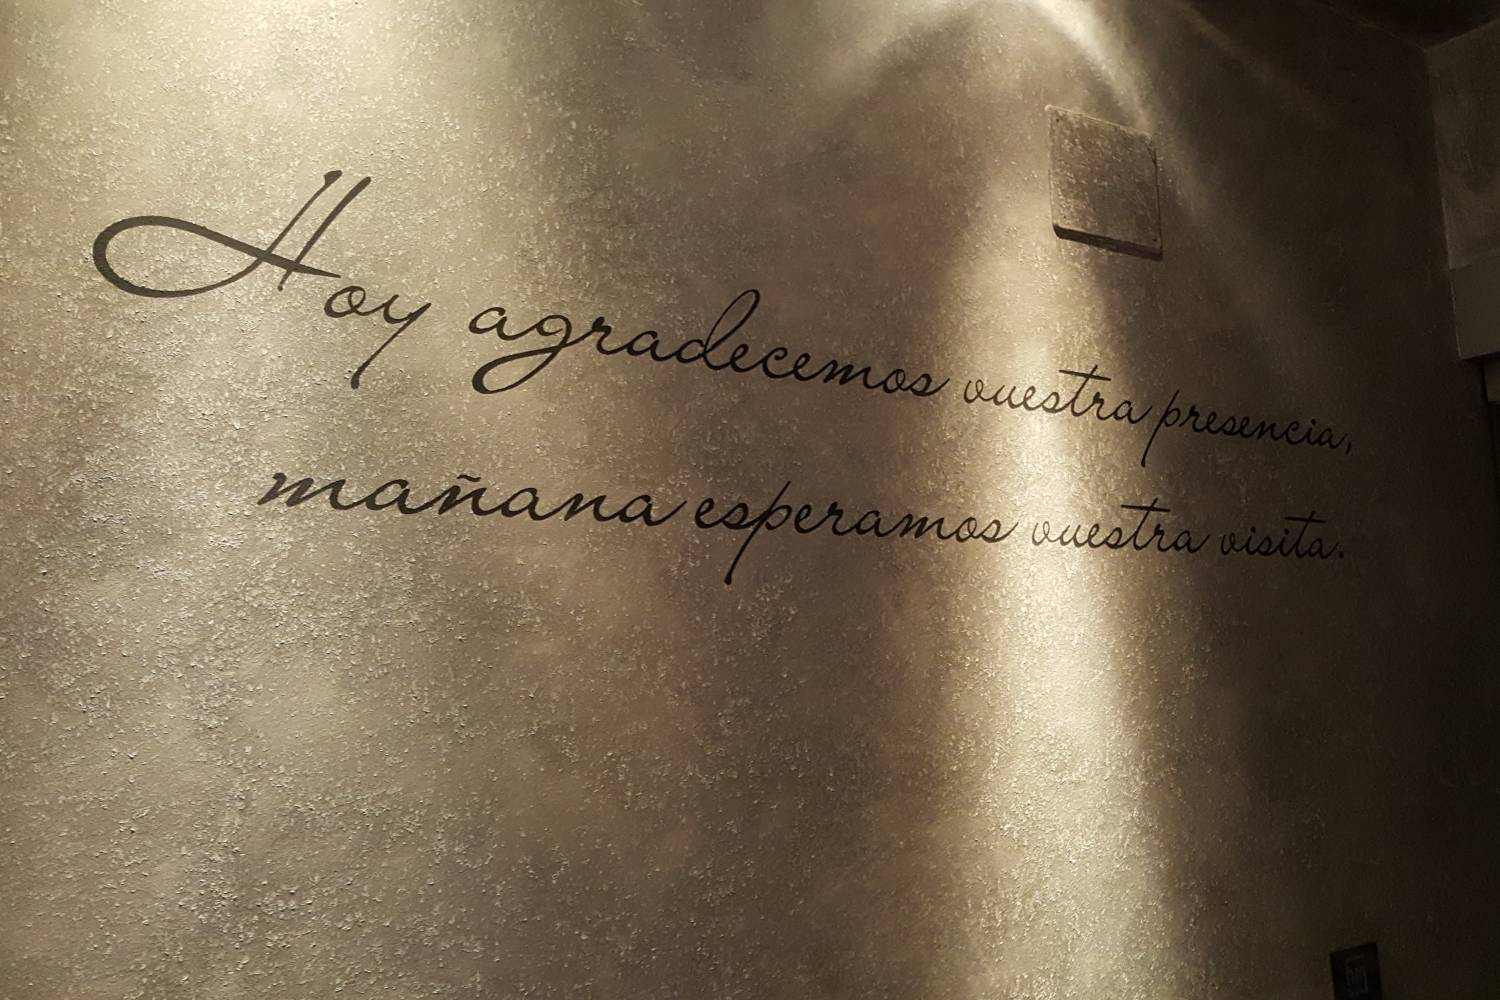 Hoy agradecemos vuestra presencia,
mañana esperamos vuestra visita.